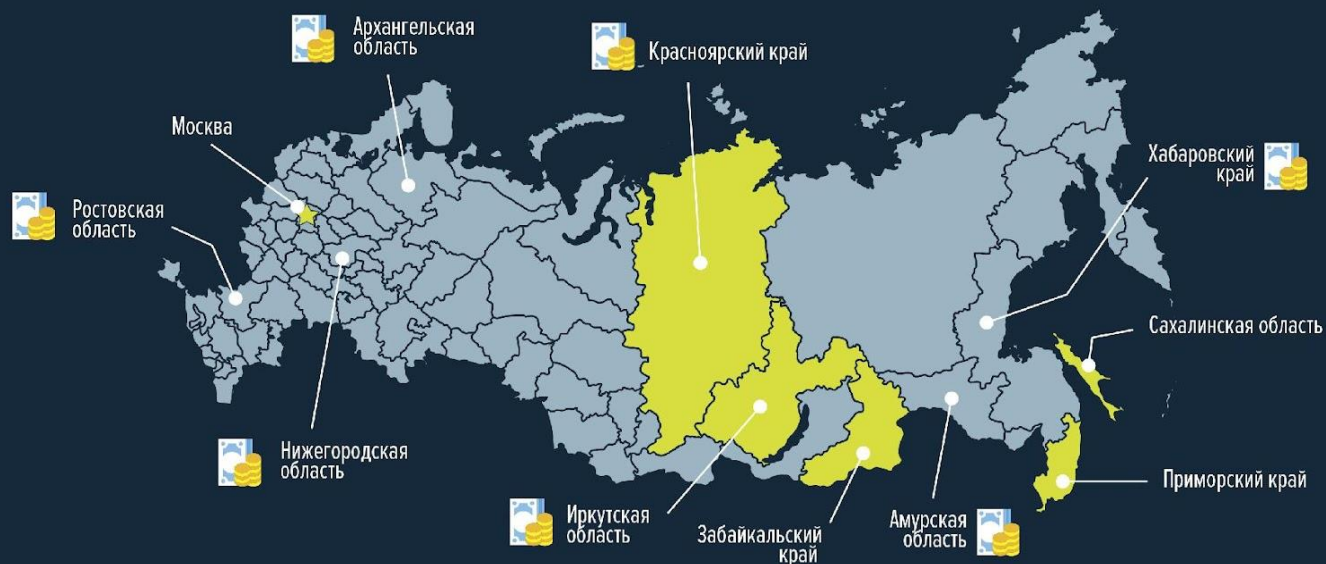 Архангельская
область
Красноярский край
Москва
Хабаровский
край
Ростовская
область
Сахалинская область
Нижегородская
область
Приморский край
Иркутская
область
Забайкальский
край
Амурская
область